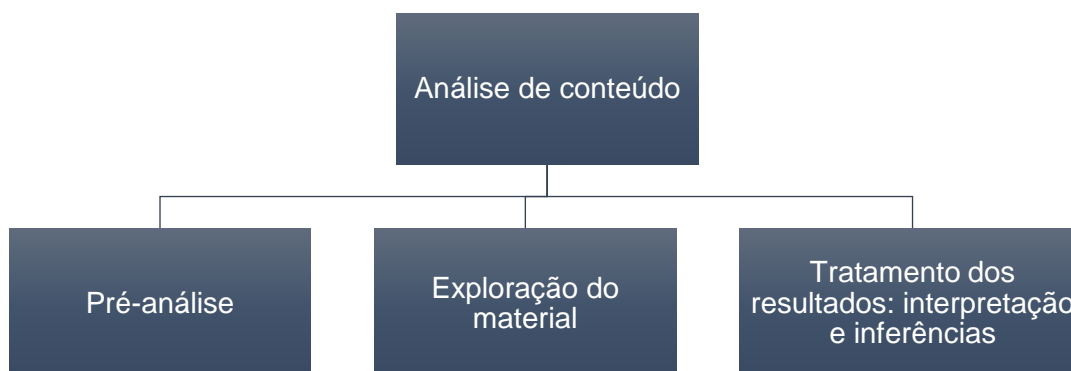 Análise de conteúdo
Pré-análise
Exploração do
material
Tratamento dos
resultados: interpretação
e inferências